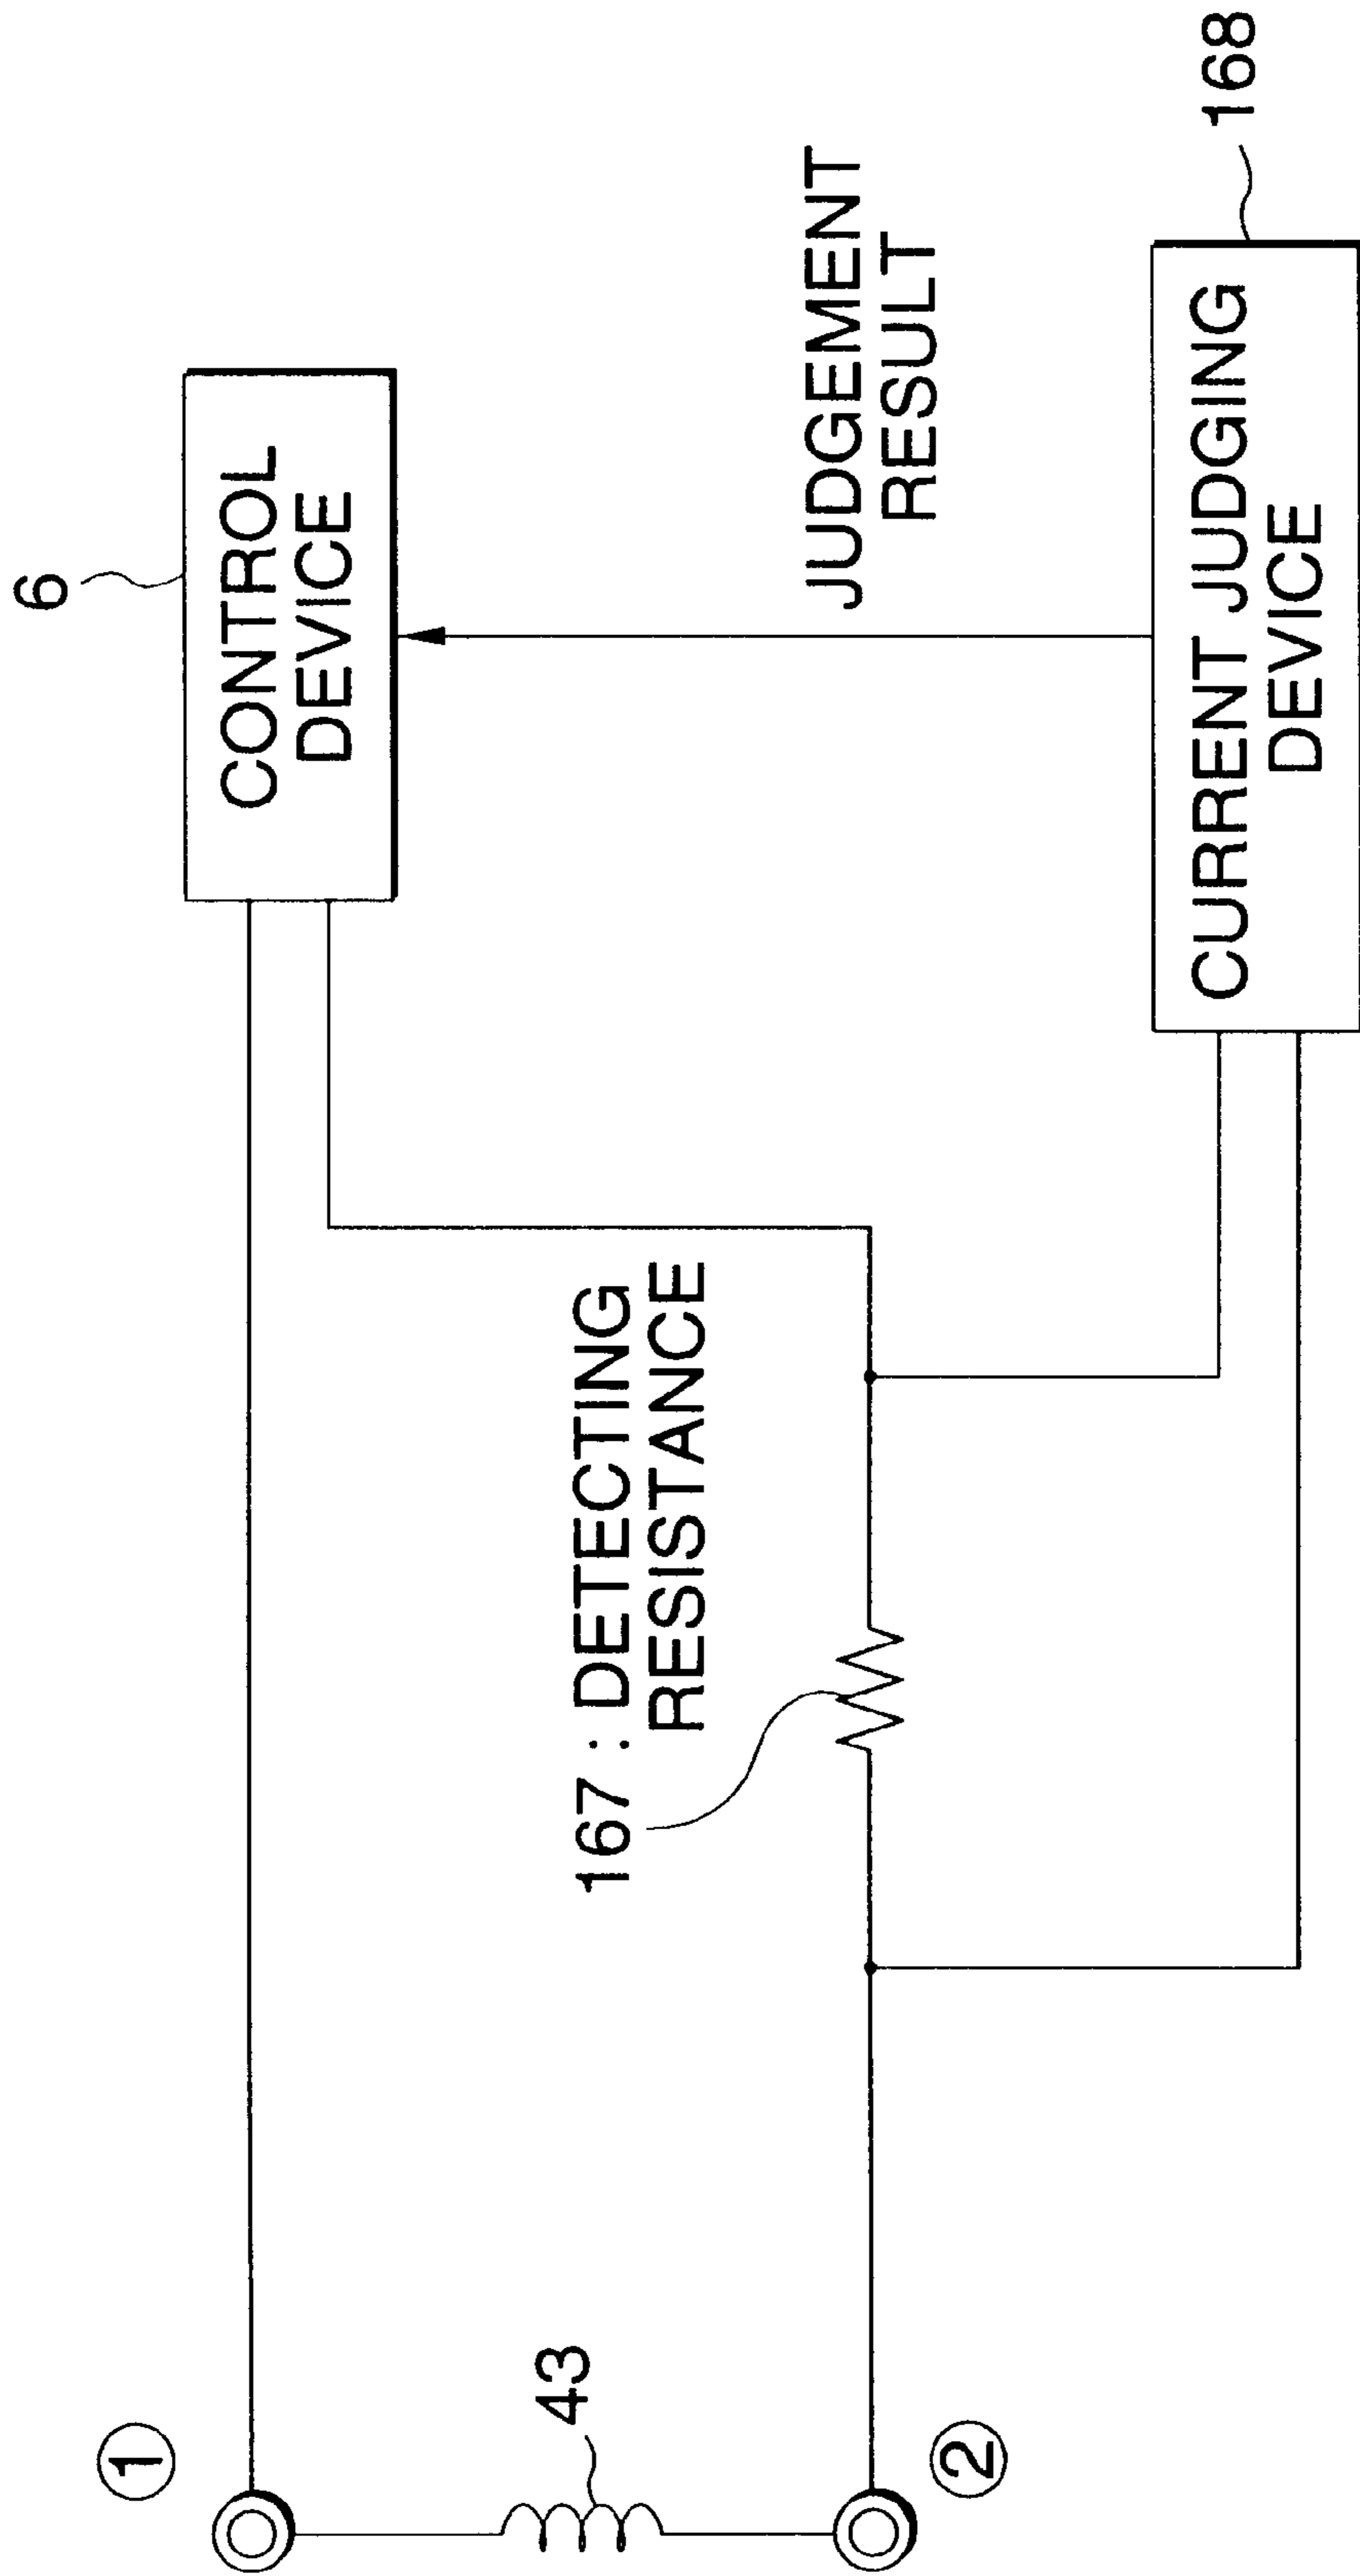 6
CONTROL
DEVICE
JUDGEMENT
RESULT
168
CURRENT JUDGING
DEVICE
167 : DETECTING
RESISTANCE
①
43
②